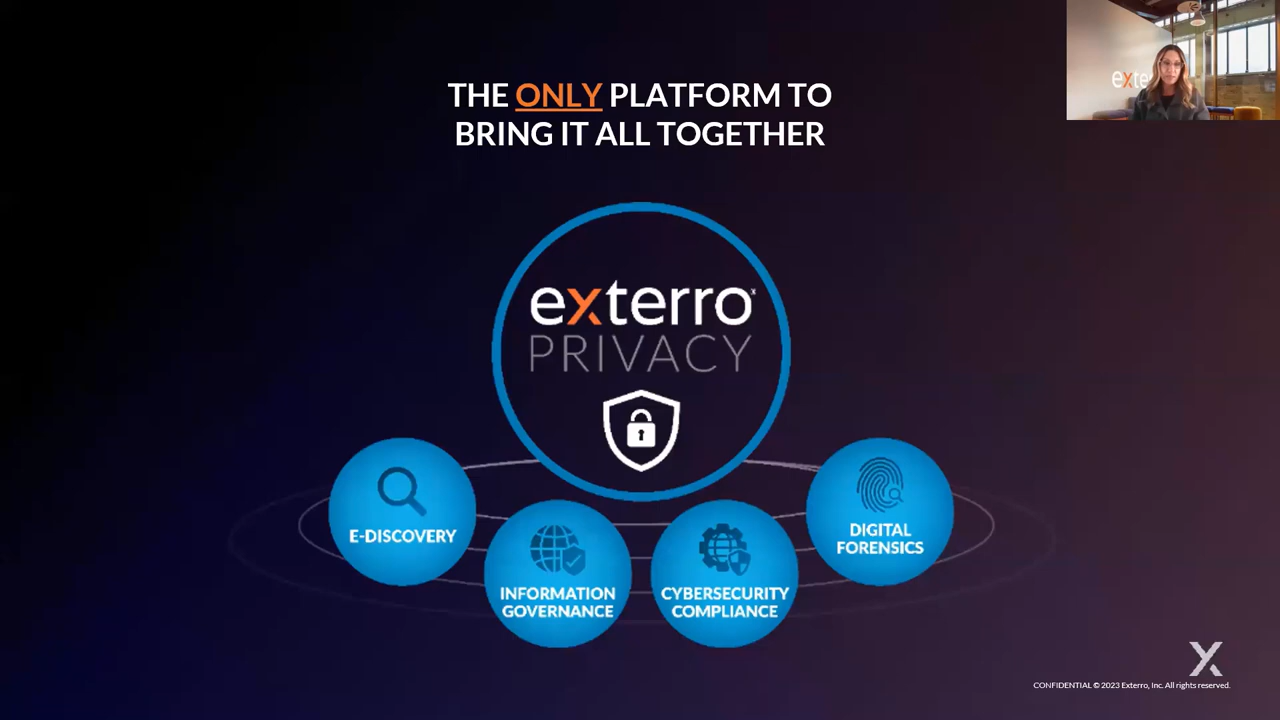 THE ONLY PLATFORM TO
BRING IT ALL TOGETHER
exte
exterro
PRIVACY
E-DISCOVERY
INFORMATION
GOVERNANCE
CYBERSECURITY
COMPLIANCE
DIGITAL
FORENSICS
CONFIDENTIAL © 2023 Exterro, Inc. All rights reserved.